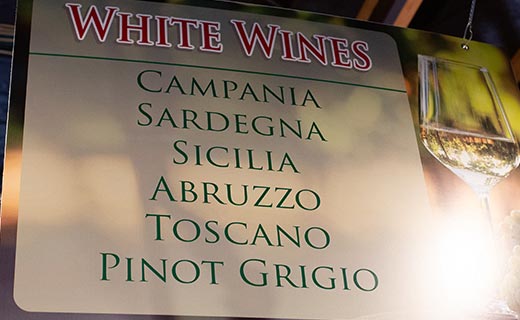 WHITE WINES
CAMPANIA
SARDEGNA
SICILIA
ABRUZZO
TOSCANO
PINOT GRIGIO